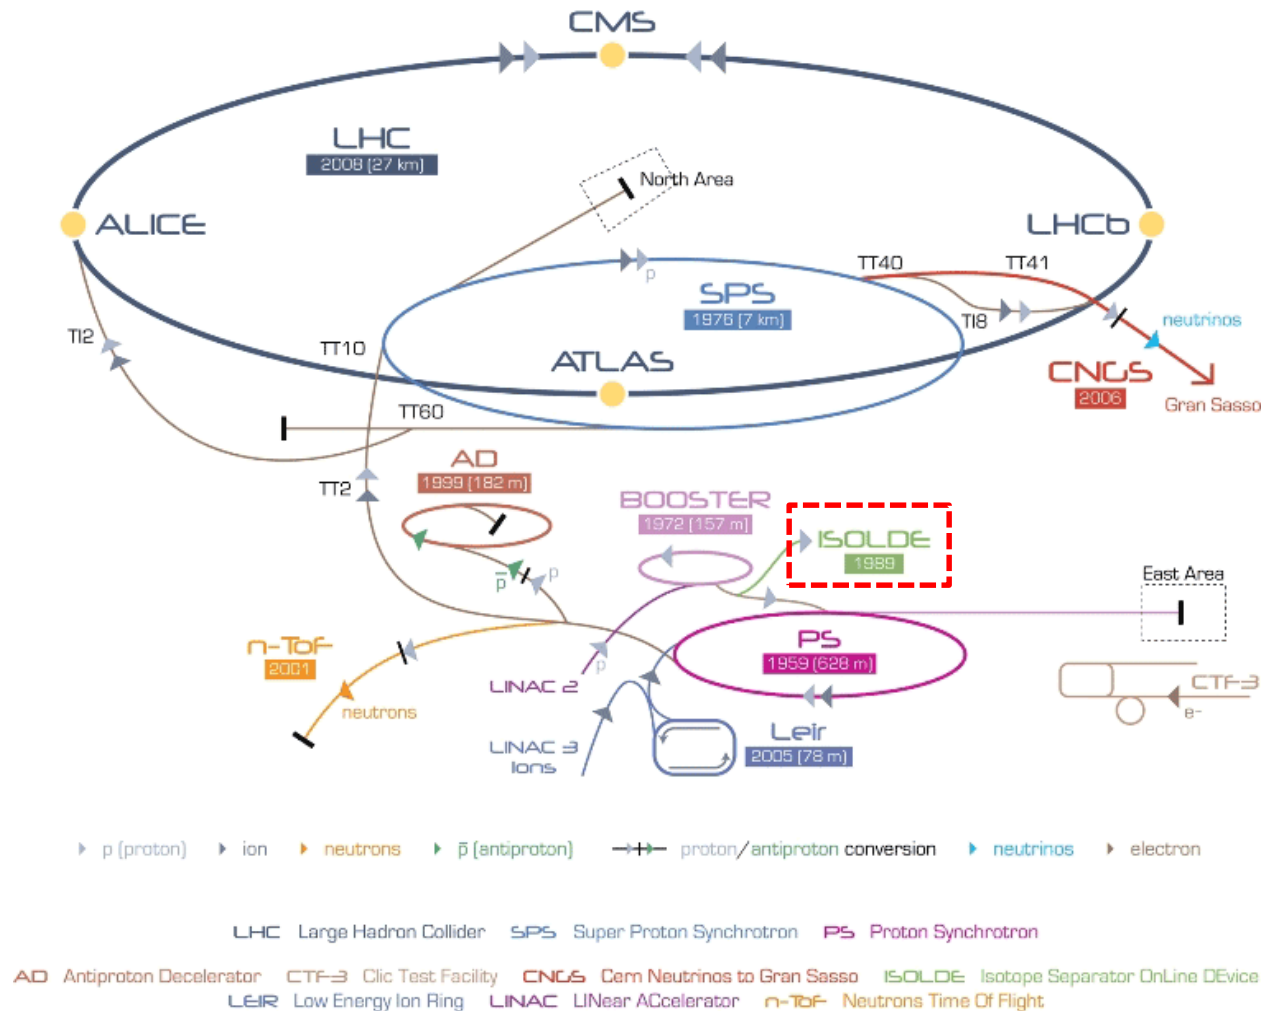 CMS
LHC
2008 (27 km)
North Area
ALICE
LHCb
TT40
TT41
p
SPS
1976 (7 km)
TI8
neutrinos
TI2
TT10
ATLAS
CNGS
2006
Gran Sasso
TT60
AD
1999 (182 m)
TT2
BOOSTER
1972 (157 m)
ISOLDE
1989
p̅
p
East Area
n-ToF
2001
p
PS
1959 (628 m)
LINAC 2
CTF-3
e-
neutrons
LINAC 3
Ions
Leir
2005 (78 m)
p (proton) ion neutrons p̅ (antiproton) proton/antiproton conversion neutrinos electron
LHC Large Hadron Collider SPS Super Proton Synchrotron PS Proton Synchrotron
AD Antiproton Decelerator CTF-3 Clic Test Facility CNGS Cern Neutrinos to Gran Sasso ISOLDE Isotope Separator OnLine DEvice
LEIR Low Energy Ion Ring LINAC LINear ACcelerator n-ToF Neutrons Time Of Flight